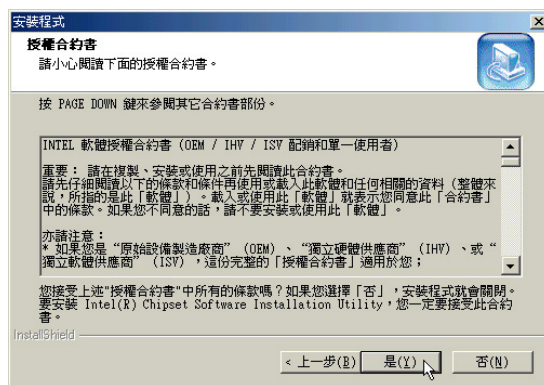 安裝程式
授權合約書
請小心閱讀下面的授權合約書。
按 PAGE DOWN 鍵來參閱其它合約書部份。
INTEL 軟體授權合約書 (OEM / IHV / ISV 配銷和單一使用者)
重要： 請在複製、安裝或使用之前先閱讀此合約書。
請先仔細閱讀以下的條款和條件再使用或載入此軟體和任何相關的資料 (整體來
說，所指的是此「軟體」)。載入或使用此「軟體」就表示您同意此「合約書」
中的條款。如果您不同意的話，請不要安裝或使用此「軟體」。
亦請注意：
* 如果您是“原始設備製造廠商” (OEM) 、“獨立硬體供應商” (IHV) 、或“
獨立軟體供應商” (ISV) ，這份完整的「授權合約書」適用於您；
您接受上述"授權合約書"中所有的條款嗎？如果您選擇「否」，安裝程式就會關閉。
要安裝 Intel(R) Chipset Software Installation Utility，您一定要接受此合約
書。
InstallShield
< 上一步(B)
是(Y)
否(N)